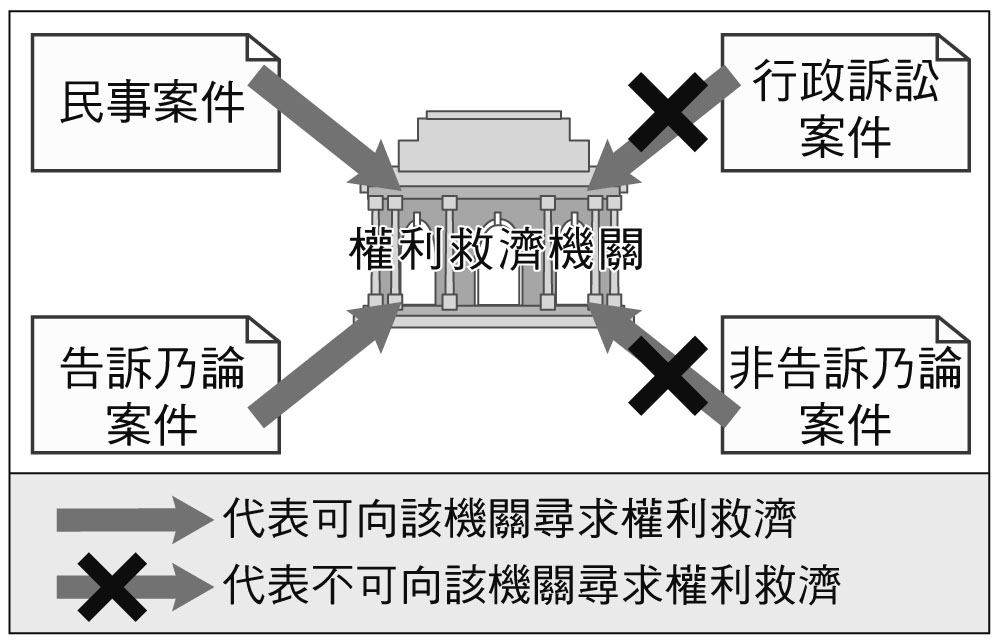 民事案件
行政訴訟
案件
權利救濟機關
告訴乃論
案件
非告訴乃論
案件
代表可向該機關尋求權利救濟
代表不可向該機關尋求權利救濟